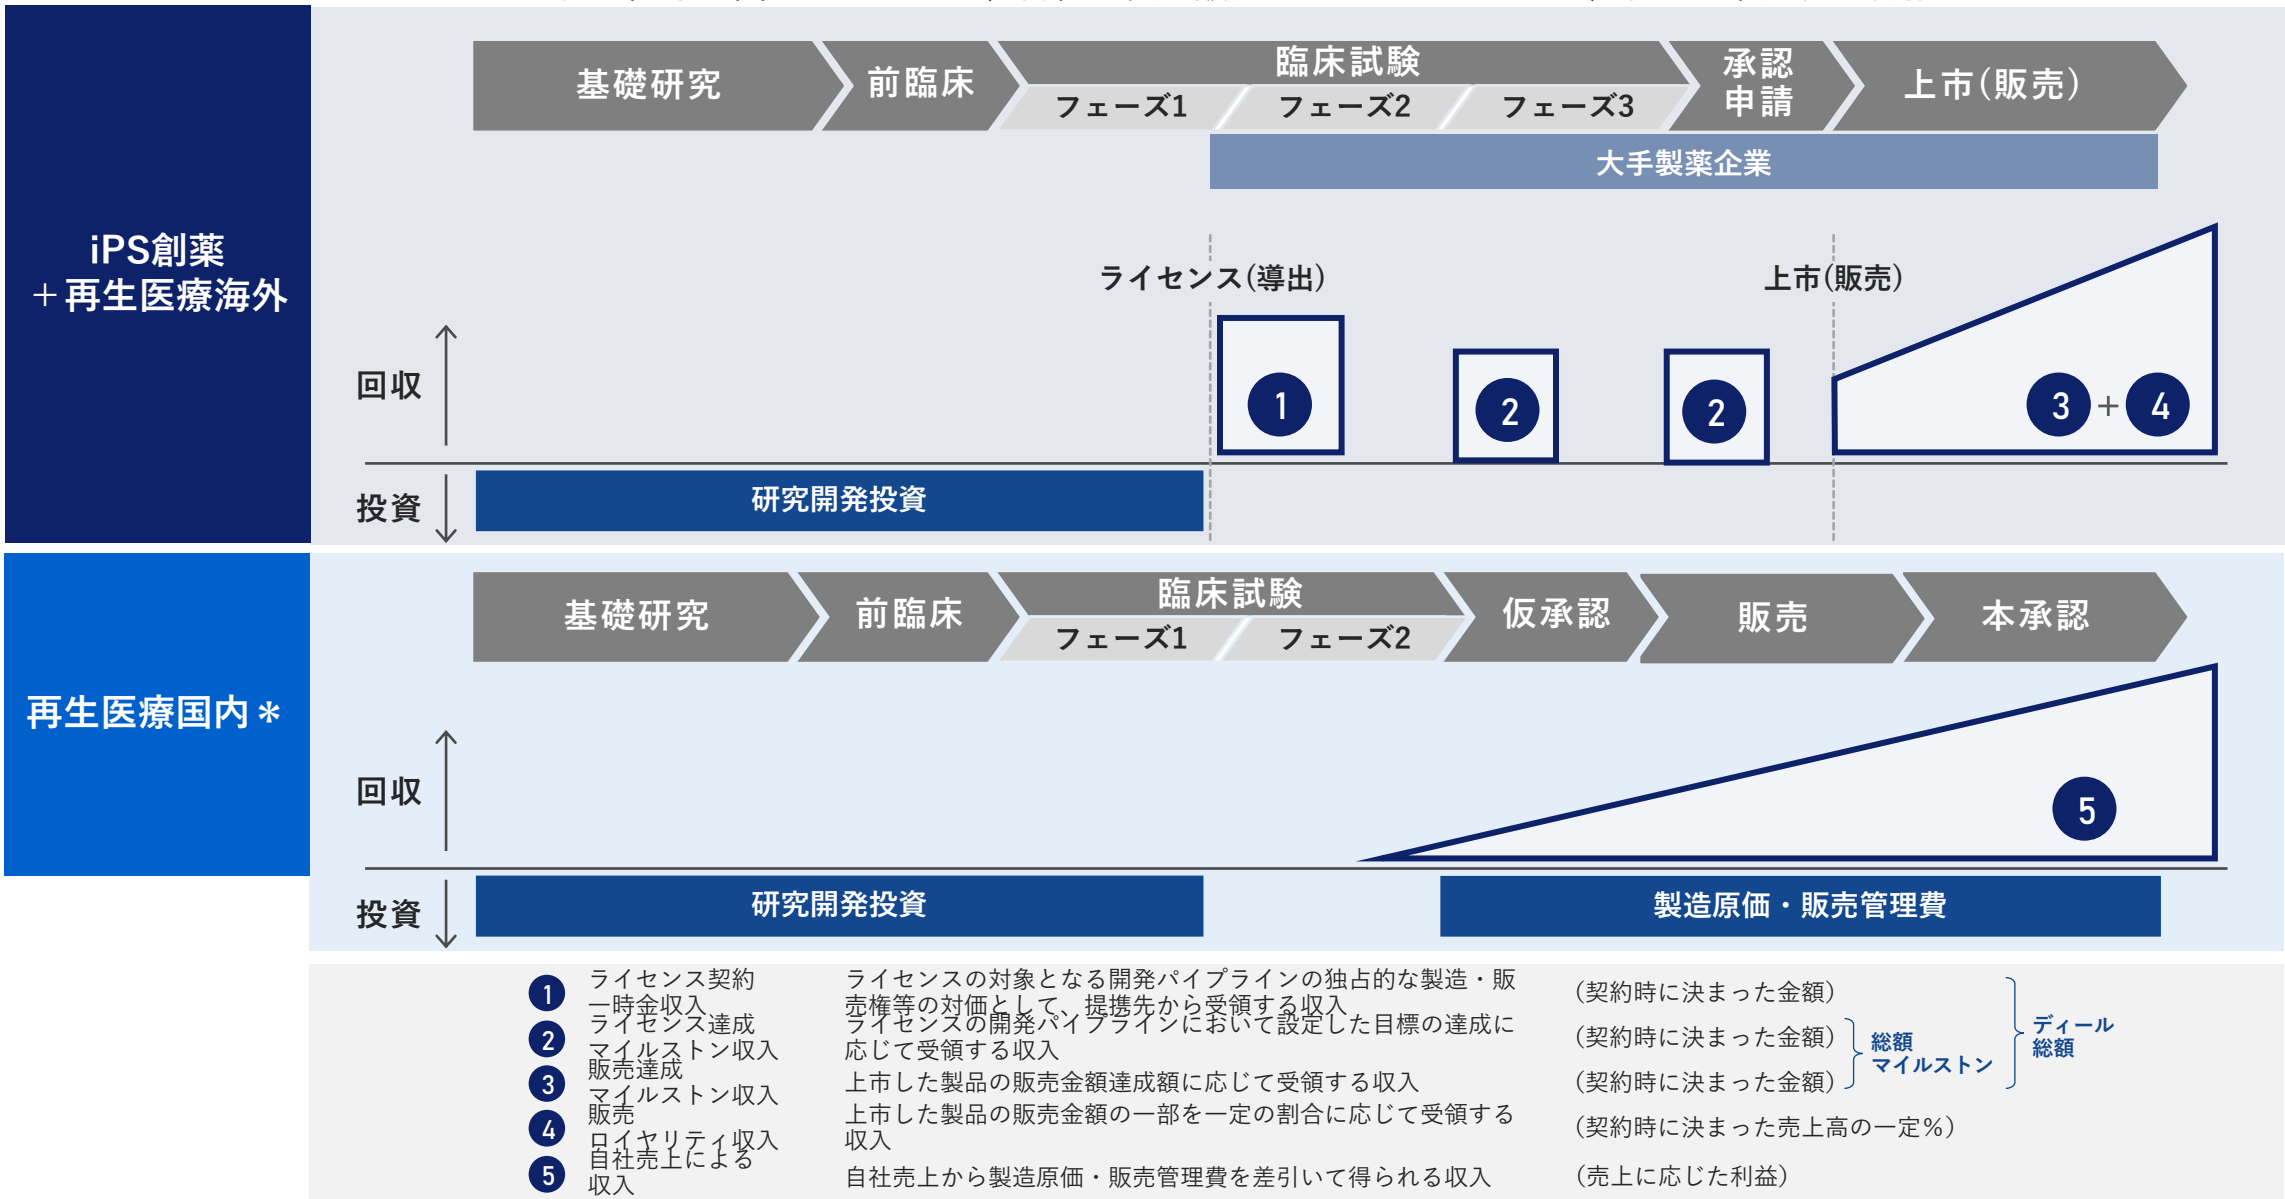 基礎研究
前臨床
臨床試験
フェーズ1
フェーズ2
フェーズ3
承認
申請
上市(販売)
大手製薬企業
iPS創薬
＋再生医療海外
ライセンス(導出)
上市(販売)
回収
1
2
2
3+4
投資
研究開発投資
基礎研究
前臨床
臨床試験
フェーズ1
フェーズ2
仮承認
販売
本承認
再生医療国内＊
回収
5
投資
研究開発投資
製造原価・販売管理費
1
ライセンス契約
一時金収入
ライセンスの対象となる開発パイプラインの独占的な製造・販
売権等の対価として、提携先から受領する収入
(契約時に決まった金額)
2
ライセンス達成
マイルストン収入
ライセンスの開発パイプラインにおいて設定した目標の達成に
応じて受領する収入
(契約時に決まった金額)
3
販売達成
マイルストン収入
上市した製品の販売金額達成額に応じて受領する収入
(契約時に決まった金額)
総額
マイルストン
ディール
総額
4
販売
ロイヤリティ収入
上市した製品の販売金額の一部を一定の割合に応じて受領する
収入
(契約時に決まった売上高の一定%)
5
自社売上による
収入
自社売上から製造原価・販売管理費を差引いて得られる収入
(売上に応じた利益)